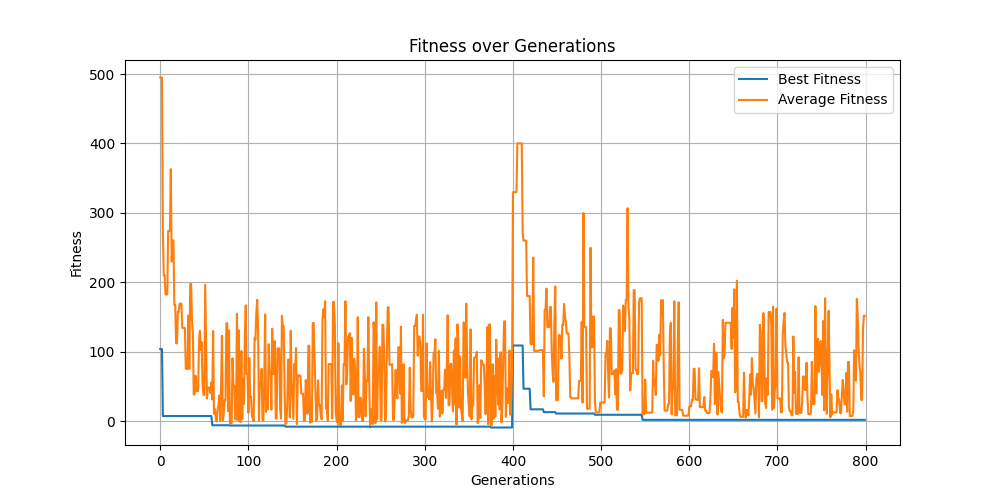 Fitness over Generations
Best Fitness
Average Fitness
Fitness
500
400
300
200
100
0
0 100 200 300 400 500 600 700 800
Generations